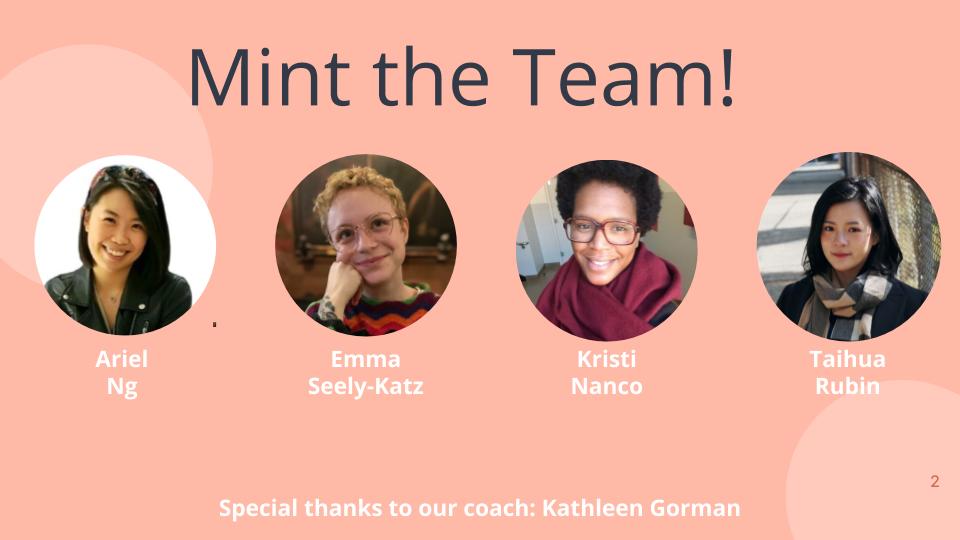 Mint the Team!
Ariel
Ng
Emma
Seely-Katz
Kristi
Nanco
Taihua
Rubin
2
Special thanks to our coach: Kathleen Gorman